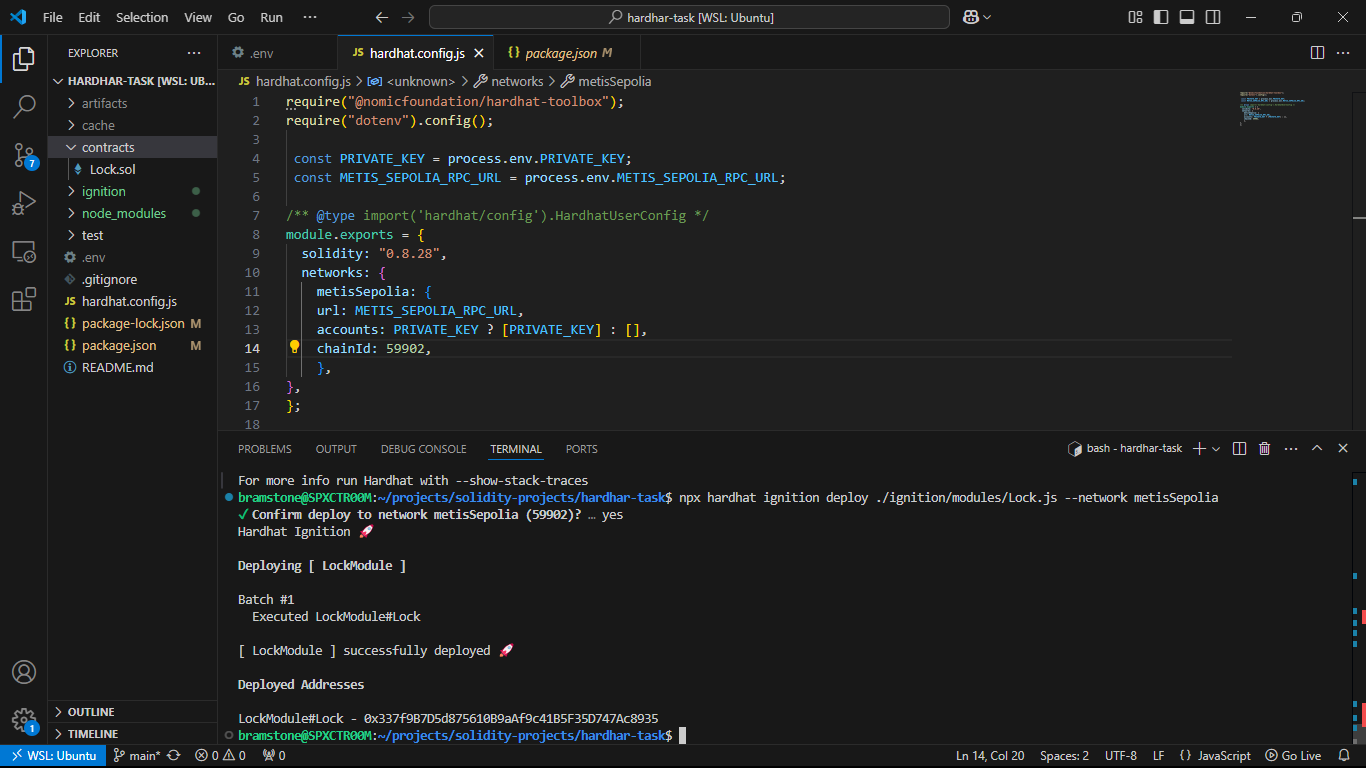 File Edit Selection View Go Run ··· hardhar-task [WSL: Ubuntu]
EXPLORER ···
HARDHAR-TASK [WSL: UB...
artifacts
cache
contracts
Lock.sol
ignition
node_modules
test
.env
.gitignore
JS hardhat.config.js
{} package-lock.json M
{} package.json M
README.md
OUTLINE
TIMELINE
7
1
.env JS hardhat.config.js {} package.json M
JS hardhat.config.js > <unknown> > networks > metisSepolia
1 require("@nomicfoundation/hardhat-toolbox");
2 require("dotenv").config();
3
4 const PRIVATE_KEY = process.env.PRIVATE_KEY;
5 const METIS_SEPOLIA_RPC_URL = process.env.METIS_SEPOLIA_RPC_URL;
6
7 /** @type import('hardhat/config').HardhatUserConfig */
8 module.exports = {
9 solidity: "0.8.28",
10 networks: {
11 metisSepolia: {
12 url: METIS_SEPOLIA_RPC_URL,
13 accounts: PRIVATE_KEY ? [PRIVATE_KEY] : [],
14 chainId: 59902,
15 },
16 },
17 };
18
PROBLEMS OUTPUT DEBUG CONSOLE TERMINAL PORTS bash - hardhar-task
For more info run Hardhat with --show-stack-traces
bramstone@SPXCTR00M:~/projects/solidity-projects/hardhar-task$ npx hardhat ignition deploy ./ignition/modules/Lock.js --network metisSepolia
✓ Confirm deploy to network metisSepolia (59902)? … yes
Hardhat Ignition 🚀
Deploying [ LockModule ]
Batch #1
Executed LockModule#Lock
[ LockModule ] successfully deployed 🚀
Deployed Addresses
LockModule#Lock - 0x337f9B7D5d875610B9aAf9c41B5F35D747Ac8935
bramstone@SPXCTR00M:~/projects/solidity-projects/hardhar-task$
WSL: Ubuntu main* 0 0 0 Ln 14, Col 20 Spaces: 2 UTF-8 LF {} JavaScript Go Live